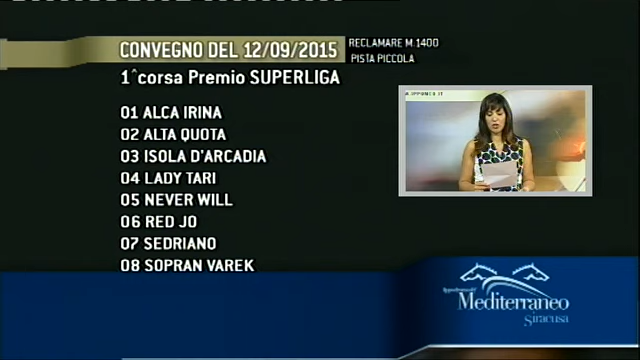 CONVEGNO DEL 12/09/2015
RECLAMARE M.1400
PISTA PICCOLA
1^corsa Premio SUPERLIGA
01 ALCA IRINA
02 ALTA QUOTA
03 ISOLA D'ARCADIA
04 LADY TARI
05 NEVER WILL
06 RED JO
07 SEDRIANO
08 SOPRAN VAREK
Ippodromo del
Mediterraneo
Siracusa